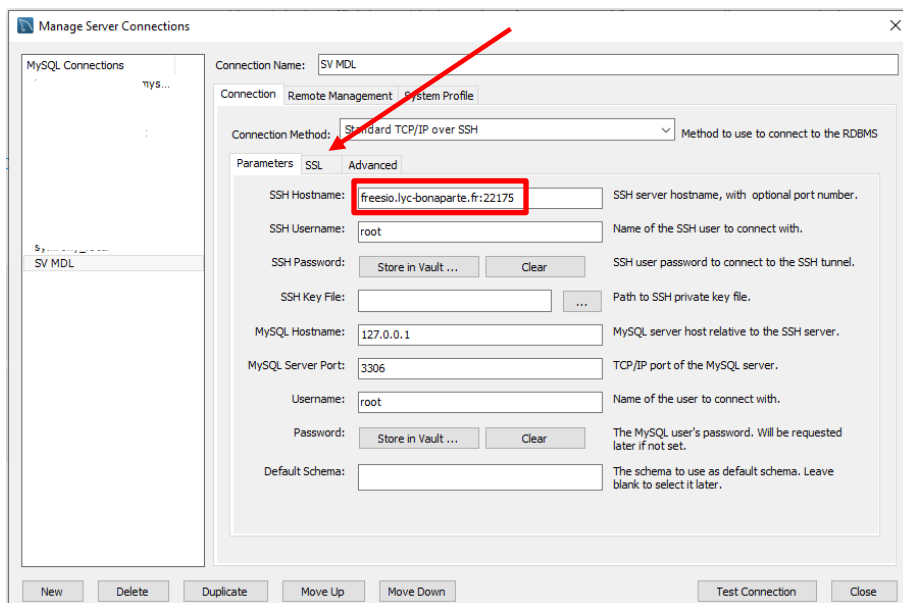 Manage Server Connections
MySQL Connections
mys...
SV MDL
Connection Name: SV MDL
Connection Remote Management System Profile
Connection Method: Standard TCP/IP over SSH Method to use to connect to the RDBMS
Parameters SSL Advanced
SSH Hostname: freesio.lyc-bonaparte.fr:22175 SSH server hostname, with optional port number.
SSH Username: root Name of the SSH user to connect with.
SSH Password: Store in Vault ... Clear SSH user password to connect to the SSH tunnel.
SSH Key File: ... Path to SSH private key file.
MySQL Hostname: 127.0.0.1 MySQL server host relative to the SSH server.
MySQL Server Port: 3306 TCP/IP port of the MySQL server.
Username: root Name of the user to connect with.
Password: Store in Vault ... Clear The MySQL user's password. Will be requested
later if not set.
Default Schema: The schema to use as default schema. Leave
blank to select it later.
New Delete Duplicate Move Up Move Down Test Connection Close